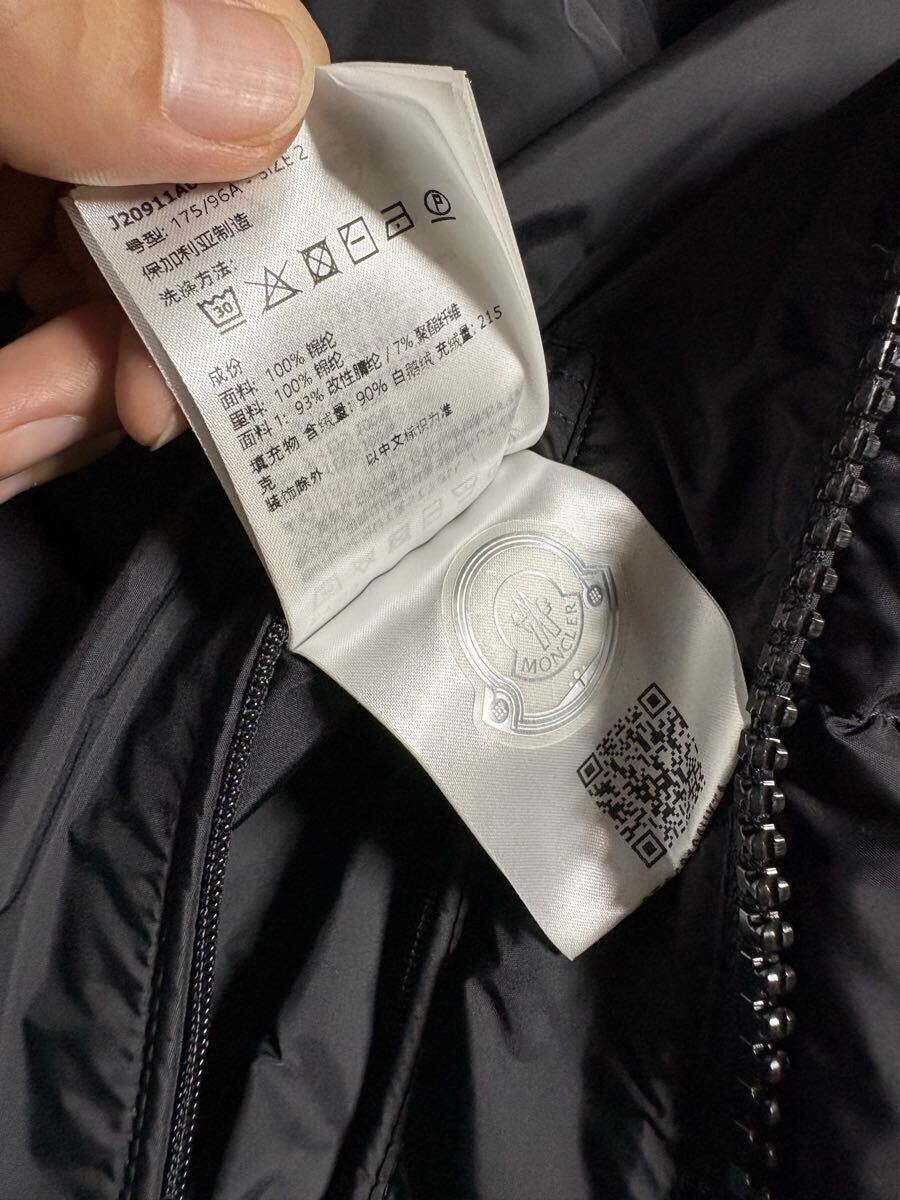 J20911A0
号型: 175/96A - SIZE 2
保加利亚制造
洗涤方法:
30
P
成份
面料: 100% 锦纶
里料: 100% 锦纶
面料 1: 93% 改性腈纶 / 7% 聚酯纤维
填充物 含绒量: 90% 白鹅绒 充绒量: 215
克
装饰除外 以中文标识为准
MONCLER